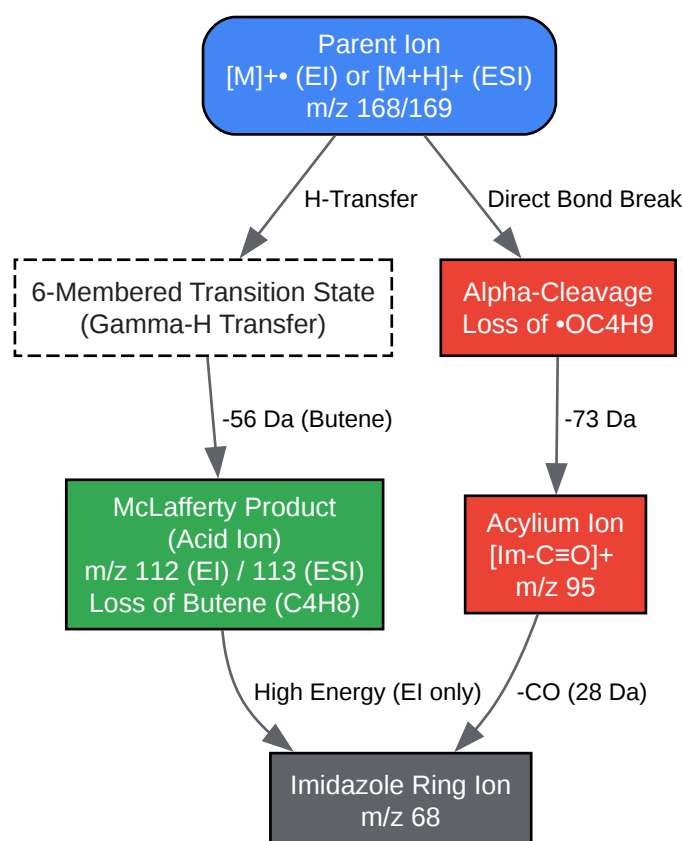 Parent Ion
[M]+• (EI) or [M+H]+ (ESI)
m/z 168/169
H-Transfer
Direct Bond Break
6-Membered Transition State
(Gamma-H Transfer)
Alpha-Cleavage
Loss of •OC4H9
-56 Da (Butene)
-73 Da
McLafferty Product
(Acid Ion)
m/z 112 (EI) / 113 (ESI)
Loss of Butene (C4H8)
Acylium Ion
[Im-C≡O]+
m/z 95
High Energy (EI only)
-CO (28 Da)
Imidazole Ring Ion
m/z 68